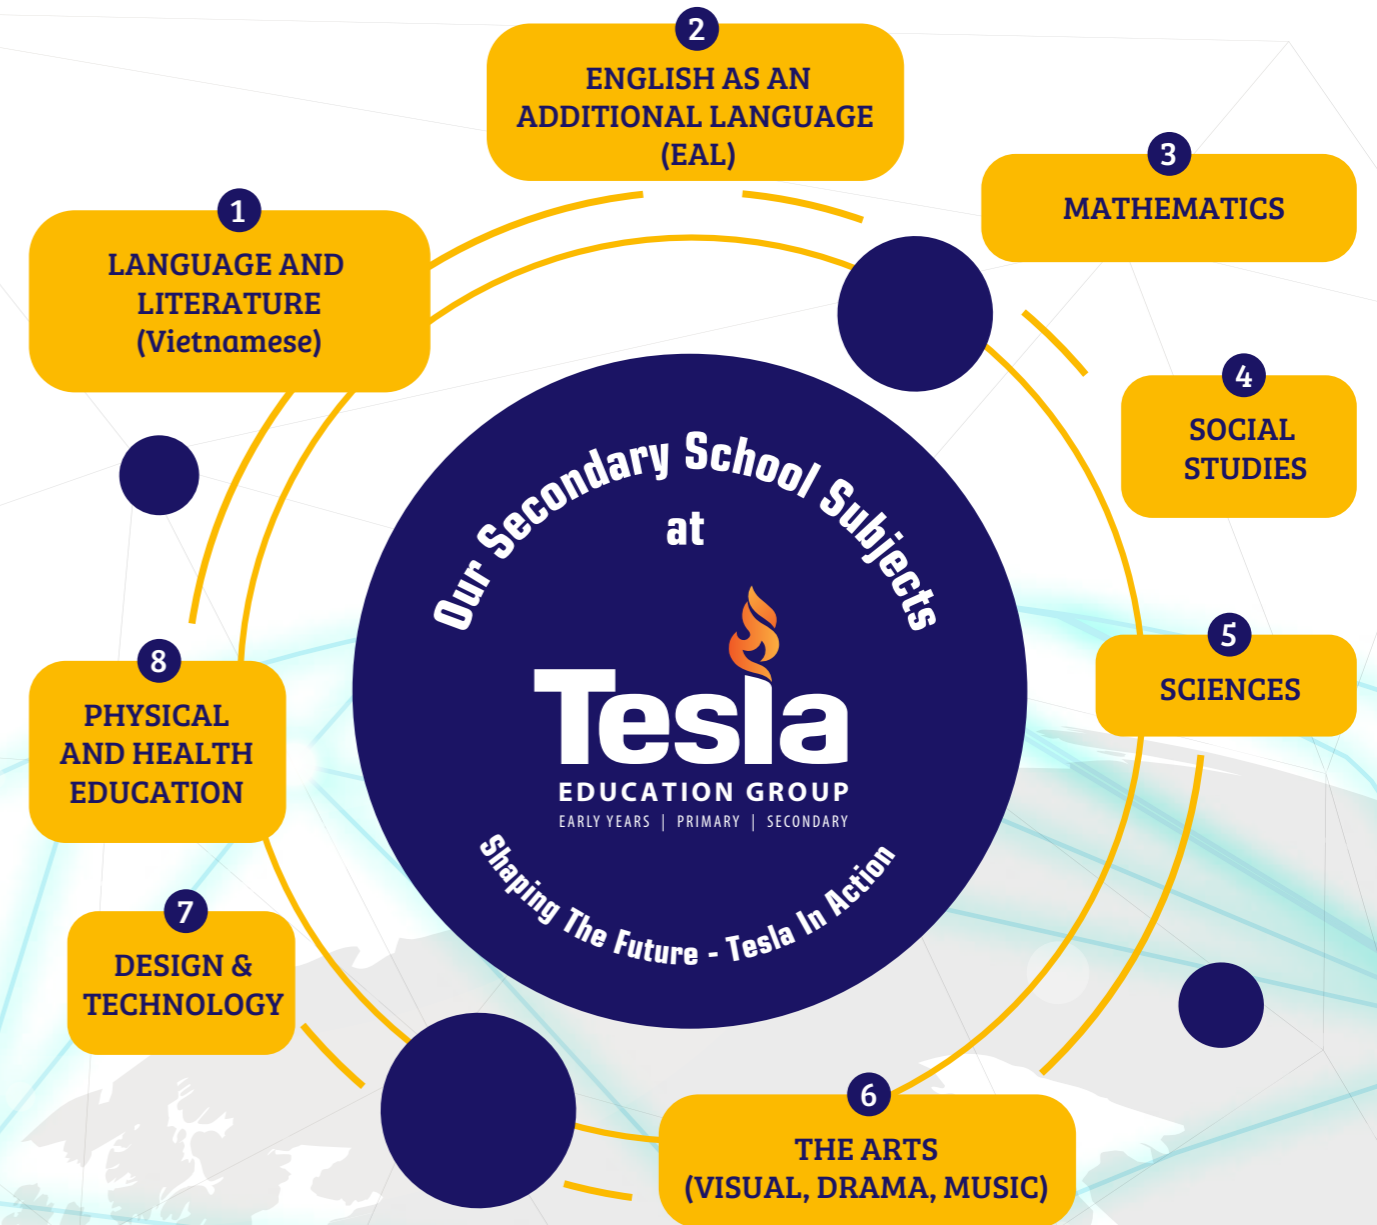 2
ENGLISH AS AN
ADDITIONAL LANGUAGE
(EAL)
3
MATHEMATICS
1
LANGUAGE AND
LITERATURE
(Vietnamese)
4
SOCIAL
STUDIES
Our Secondary School Subjects
at
Tesla
EDUCATION GROUP
EARLY YEARS | PRIMARY | SECONDARY
Shaping The Future - Tesla In Action
5
SCIENCES
8
PHYSICAL
AND HEALTH
EDUCATION
7
DESIGN &
TECHNOLOGY
6
THE ARTS
(VISUAL, DRAMA, MUSIC)